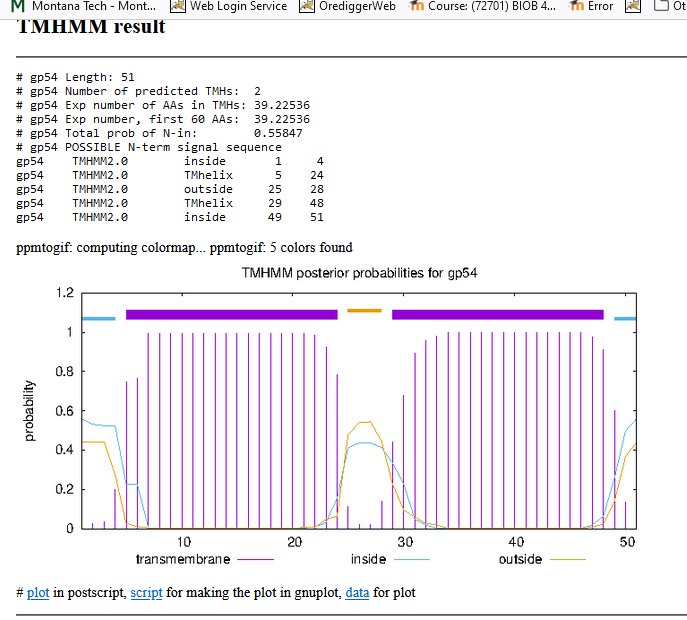 Montana Tech - Mont... Web Login Service OrediggerWeb Course: (72701) BIOB 4... Error Ot
TMHMM result
# gp54 Length: 51
# gp54 Number of predicted TMHs: 2
# gp54 Exp number of AAs in TMHs: 39.22536
# gp54 Exp number, first 60 AAs: 39.22536
# gp54 Total prob of N-in: 0.55847
# gp54 POSSIBLE N-term signal sequence
gp54 TMHMM2.0 inside 1 4
gp54 TMHMM2.0 TMhelix 5 24
gp54 TMHMM2.0 outside 25 28
gp54 TMHMM2.0 TMhelix 29 48
gp54 TMHMM2.0 inside 49 51
ppmtogif: computing colormap... ppmtogif: 5 colors found
TMHMM posterior probabilities for gp54
1.2
1
0.8
0.6
0.4
0.2
0
probability
10 20 30 40 50
transmembrane inside outside
# plot in postscript, script for making the plot in gnuplot, data for plot